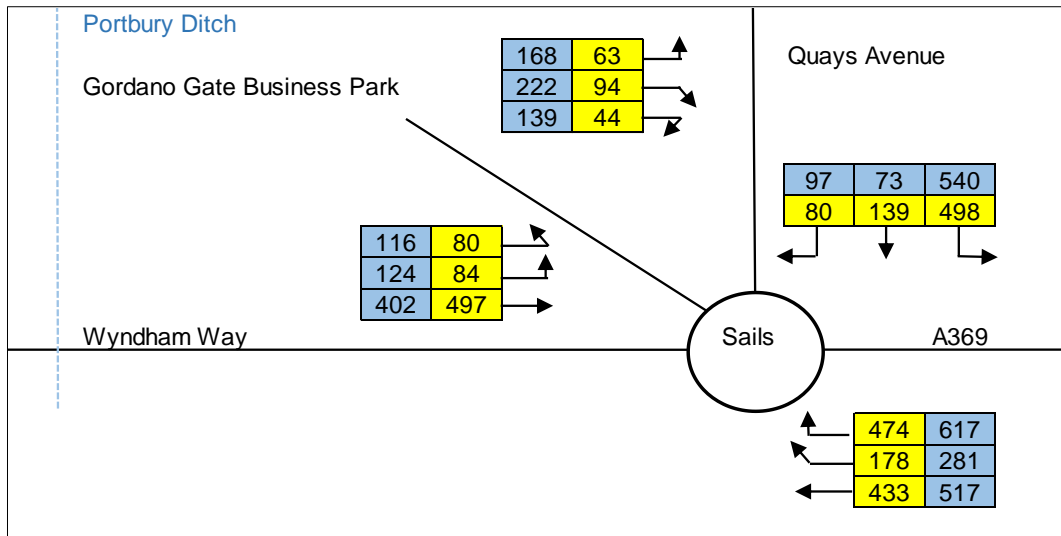 Portbury Ditch
Gordano Gate Business Park
168 63
222 94
139 44
Quays Avenue
97 73 540
80 139 498
116 80
124 84
402 497
Wyndham Way
Sails
A369
474 617
178 281
433 517